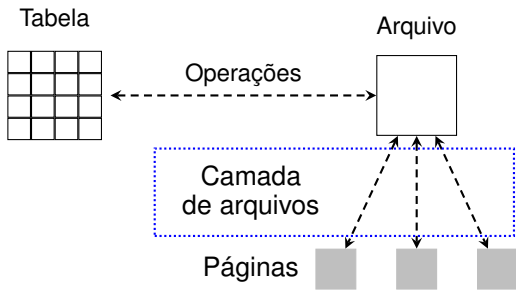 Tabela
Arquivo
Operações
Camada
de arquivos
Páginas